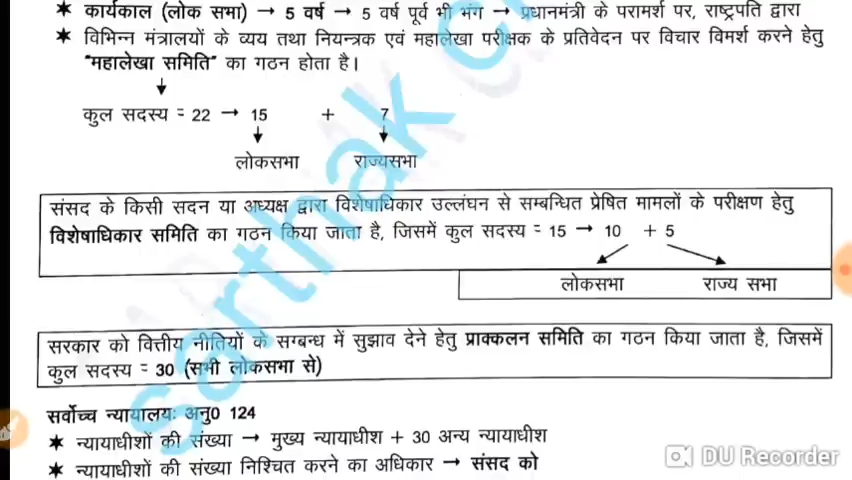 ★ कार्यकाल (लोक सभा) → 5 वर्ष → 5 वर्ष पूर्व भी भंग → प्रधानमंत्री के परामर्श पर, राष्ट्रपति द्वारा
★ विभिन्न मंत्रालयों के व्यय तथा नियन्त्रक एवं महालेखा परीक्षक के प्रतिवेदन पर विचार विमर्श करने हेतु
"महालेखा समिति" का गठन होता है।
कुल सदस्य = 22 → 15 + 7
लोकसभा राज्यसभा
संसद के किसी सदन या अध्यक्ष द्वारा विशेषाधिकार उल्लंघन से सम्बन्धित प्रेषित मामलों के परीक्षण हेतु
विशेषाधिकार समिति का गठन किया जाता है, जिसमें कुल सदस्य = 15 → 10 + 5
लोकसभा राज्य सभा
सरकार को वित्तीय नीतियों के सम्बन्ध में सुझाव देने हेतु प्राक्कलन समिति का गठन किया जाता है, जिसमें
कुल सदस्य = 30 (सभी लोकसभा से)
सर्वोच्च न्यायालयः अनु0 124
★ न्यायाधीशों की संख्या → मुख्य न्यायाधीश + 30 अन्य न्यायाधीश
★ न्यायाधीशों की संख्या निश्चित करने का अधिकार → संसद को
sarthak
DU Recorder